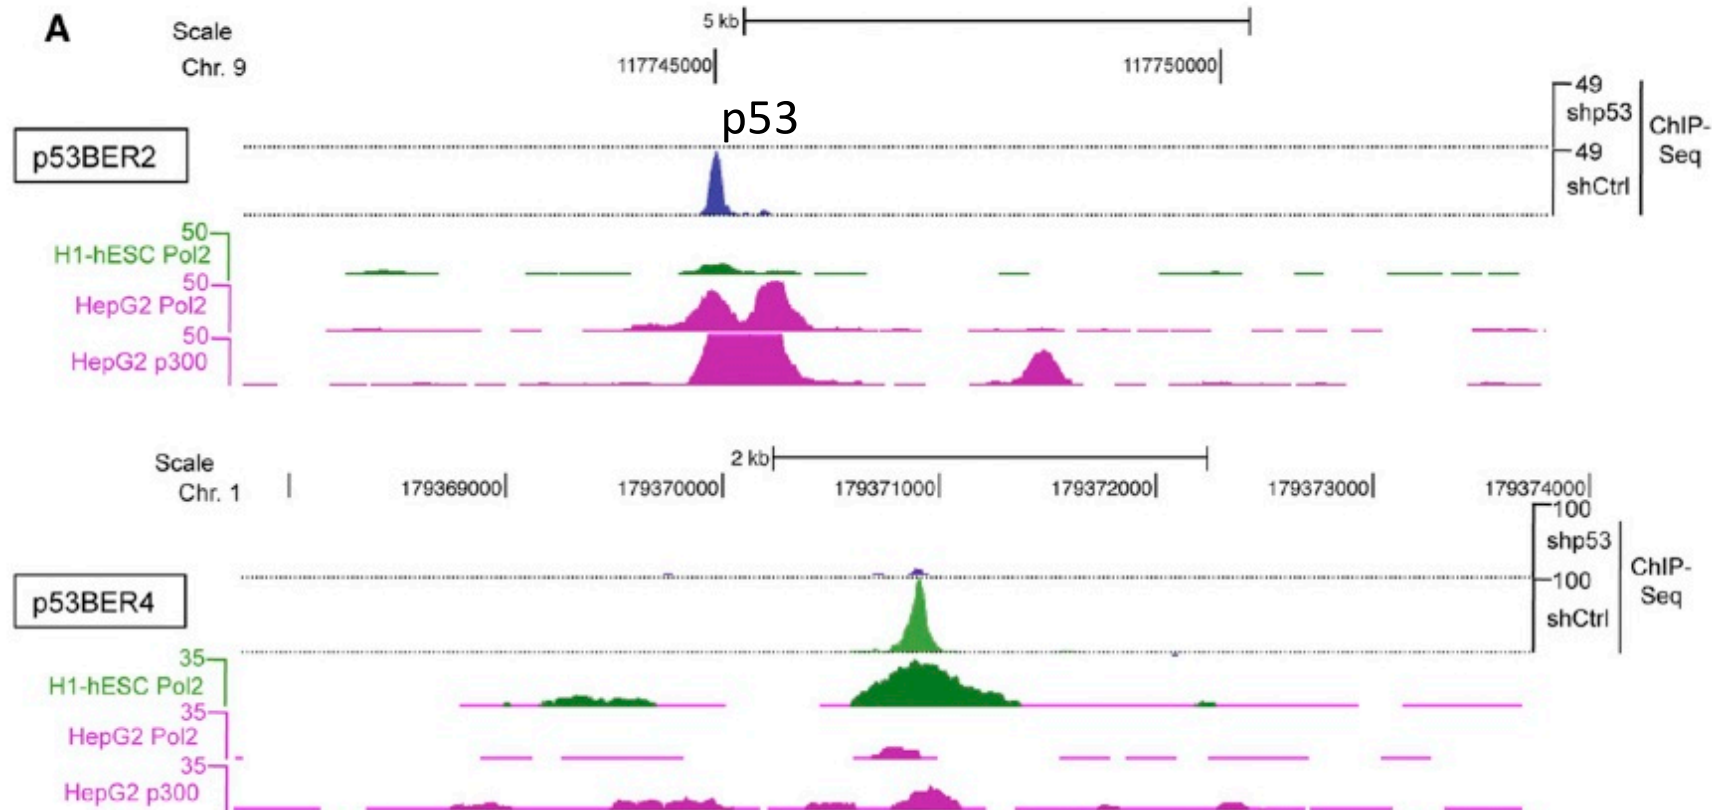 A
Scale
5 kb
Chr. 9
117745000
117750000
p53
49
shp53
ChIP-
Seq
p53BER2
49
shCtrl
50
H1-hESC Pol2
50
HepG2 Pol2
50
HepG2 p300
Scale
2 kb
Chr. 1
179369000
179370000
179371000
179372000
179373000
179374000
100
shp53
ChIP-
Seq
p53BER4
100
shCtrl
35
H1-hESC Pol2
35
HepG2 Pol2
35
HepG2 p300